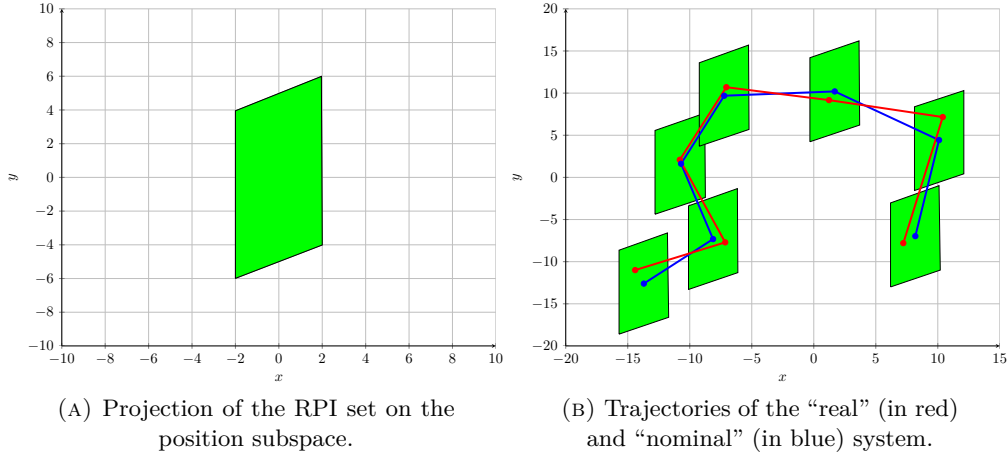 10
8
6
4
2
0
−2
−4
−6
−8
−10
−10 −8 −6 −4 −2 0 2 4 6 8 10
x
y
20
15
10
5
0
−5
−10
−15
−20
−20 −15 −10 −5 0 5 10 15
x
y
(A) Projection of the RPI set on the
position subspace.
(B) Trajectories of the “real” (in red)
and “nominal” (in blue) system.